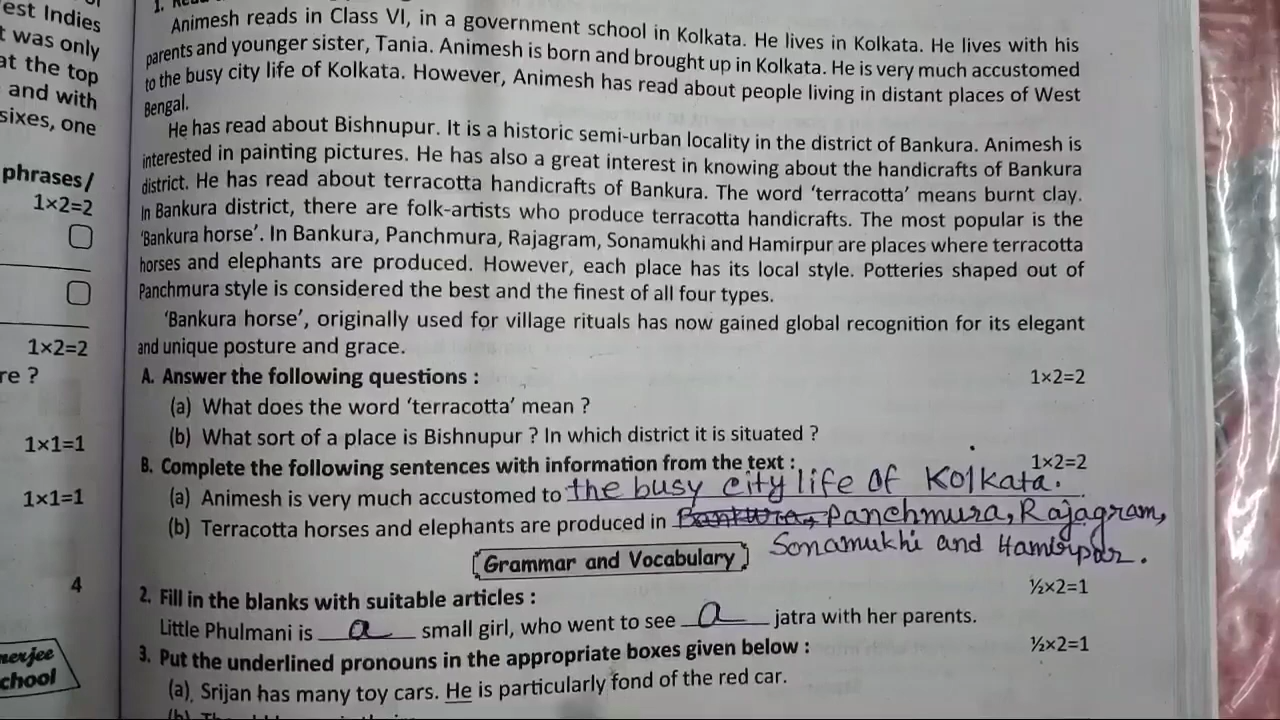 est Indies
t was only
at the top
and with
sixes, one
phrases/
1×2=2
1×2=2
re ?
1×1=1
1×1=1
4
nerjee
chool
1.
Animesh reads in Class VI, in a government school in Kolkata. He lives in Kolkata. He lives with his
parents and younger sister, Tania. Animesh is born and brought up in Kolkata. He is very much accustomed
to the busy city life of Kolkata. However, Animesh has read about people living in distant places of West
Bengal.
He has read about Bishnupur. It is a historic semi-urban locality in the district of Bankura. Animesh is
interested in painting pictures. He has also a great interest in knowing about the handicrafts of Bankura
district. He has read about terracotta handicrafts of Bankura. The word ‘terracotta’ means burnt clay.
In Bankura district, there are folk-artists who produce terracotta handicrafts. The most popular is the
‘Bankura horse’. In Bankura, Panchmura, Rajagram, Sonamukhi and Hamirpur are places where terracotta
horses and elephants are produced. However, each place has its local style. Potteries shaped out of
Panchmura style is considered the best and the finest of all four types.
‘Bankura horse’, originally used for village rituals has now gained global recognition for its elegant
and unique posture and grace.
A. Answer the following questions : 1×2=2
(a) What does the word ‘terracotta’ mean ?
(b) What sort of a place is Bishnupur ? In which district it is situated ?
B. Complete the following sentences with information from the text : 1×2=2
(a) Animesh is very much accustomed to the busy city life of Kolkata.
(b) Terracotta horses and elephants are produced in Bankura, Panchmura, Rajagram,
Sonamukhi and Hamirpur.
Grammar and Vocabulary
2. Fill in the blanks with suitable articles : ½×2=1
Little Phulmani is a small girl, who went to see a jatra with her parents.
3. Put the underlined pronouns in the appropriate boxes given below : ½×2=1
(a) Srijan has many toy cars. He is particularly fond of the red car.